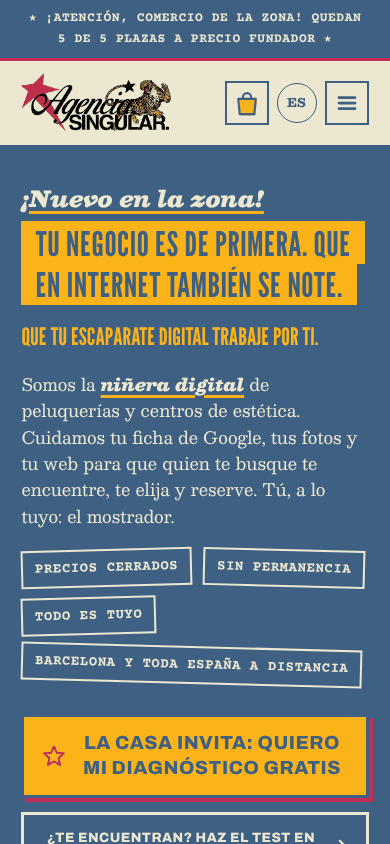 ★ ¡ATENCIÓN, COMERCIO DE LA ZONA! QUEDAN
5 DE 5 PLAZAS A PRECIO FUNDADOR ★
Agencia
SINGULAR.
ES
¡Nuevo en la zona!
TU NEGOCIO ES DE PRIMERA. QUE
EN INTERNET TAMBIÉN SE NOTE.
QUE TU ESCAPARATE DIGITAL TRABAJE POR TI.
Somos la niñera digital de
peluquerías y centros de estética.
Cuidamos tu ficha de Google, tus fotos y
tu web para que quien te busque te
encuentre, te elija y reserve. Tú, a lo
tuyo: el mostrador.
PRECIOS CERRADOS
SIN PERMANENCIA
TODO ES TUYO
BARCELONA Y TODA ESPAÑA A DISTANCIA
LA CASA INVITA: QUIERO
MI DIAGNÓSTICO GRATIS
¿TE ENCUENTRAN? HAZ EL TEST EN